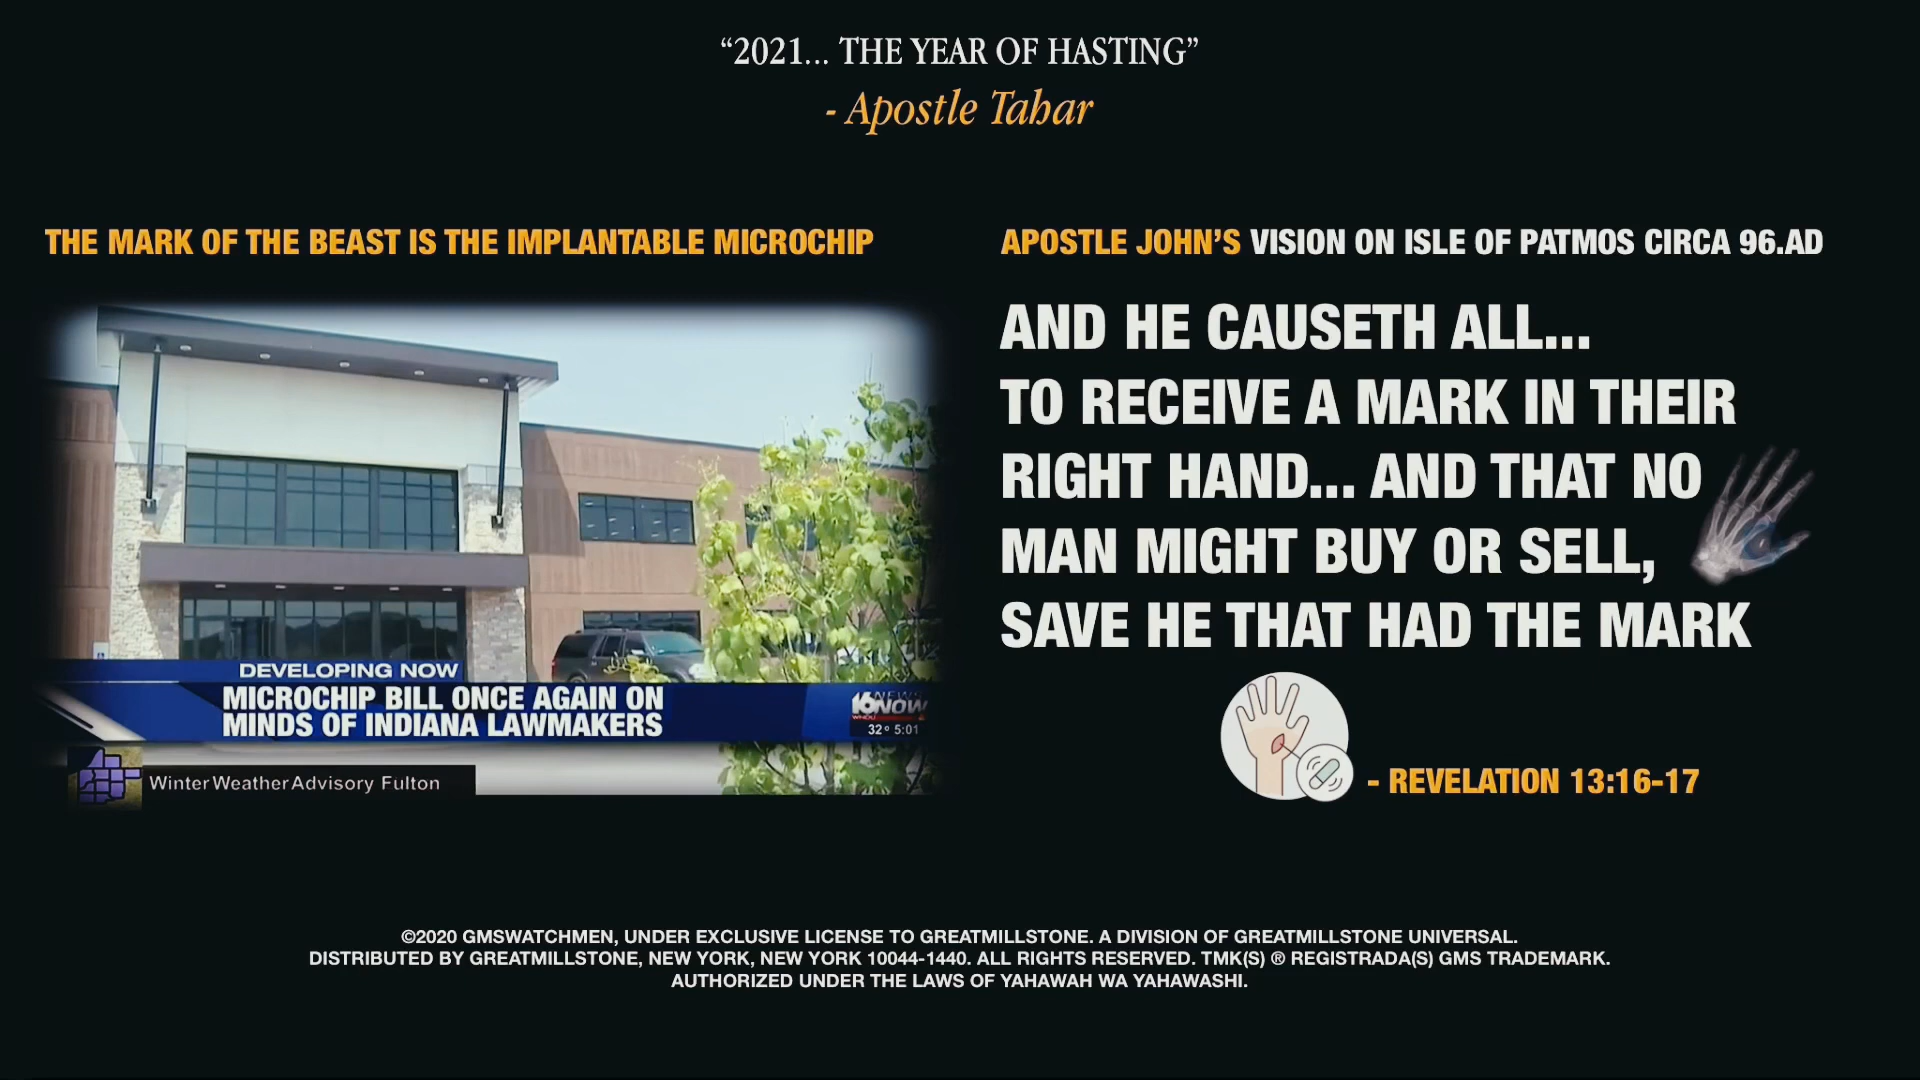 “2021... THE YEAR OF HASTING”
- Apostle Tahar
THE MARK OF THE BEAST IS THE IMPLANTABLE MICROCHIP
DEVELOPING NOW
MICROCHIP BILL ONCE AGAIN ON
MINDS OF INDIANA LAWMAKERS
16 NEWS
NOW
WNDU
32° 5:01
Winter Weather Advisory Fulton
APOSTLE JOHN’S VISION ON ISLE OF PATMOS CIRCA 96.AD
AND HE CAUSETH ALL...
TO RECEIVE A MARK IN THEIR
RIGHT HAND... AND THAT NO
MAN MIGHT BUY OR SELL,
SAVE HE THAT HAD THE MARK
- REVELATION 13:16-17
©2020 GMSWATCHMEN, UNDER EXCLUSIVE LICENSE TO GREATMILLSTONE. A DIVISION OF GREATMILLSTONE UNIVERSAL.
DISTRIBUTED BY GREATMILLSTONE, NEW YORK, NEW YORK 10044-1440. ALL RIGHTS RESERVED. TMK(S) ® REGISTRADA(S) GMS TRADEMARK.
AUTHORIZED UNDER THE LAWS OF YAHAWAH WA YAHAWASHI.